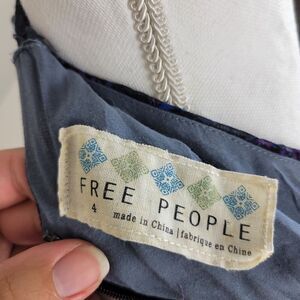 FREE PEOPLE
4
made in China | fabriqué en Chine